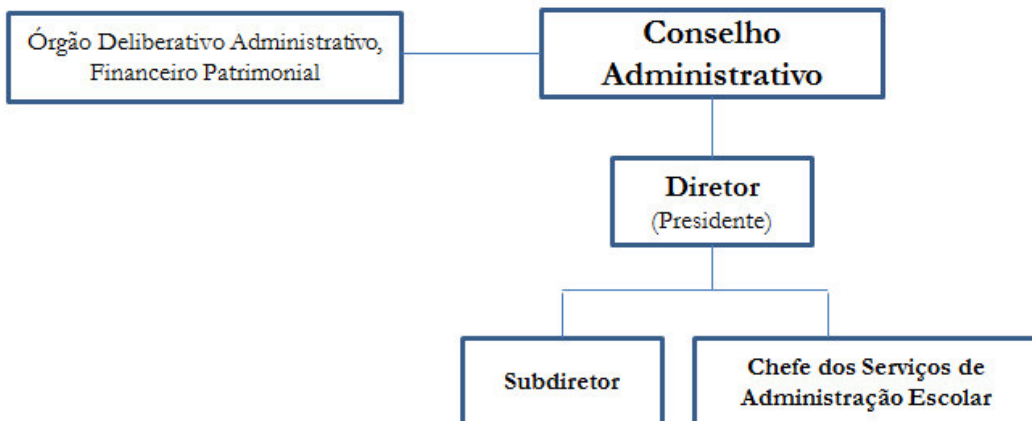 Órgão Deliberativo Administrativo,
Financeiro Patrimonial
Conselho
Administrativo
Diretor
(Presidente)
Subdiretor
Chefe dos Serviços de
Administração Escolar